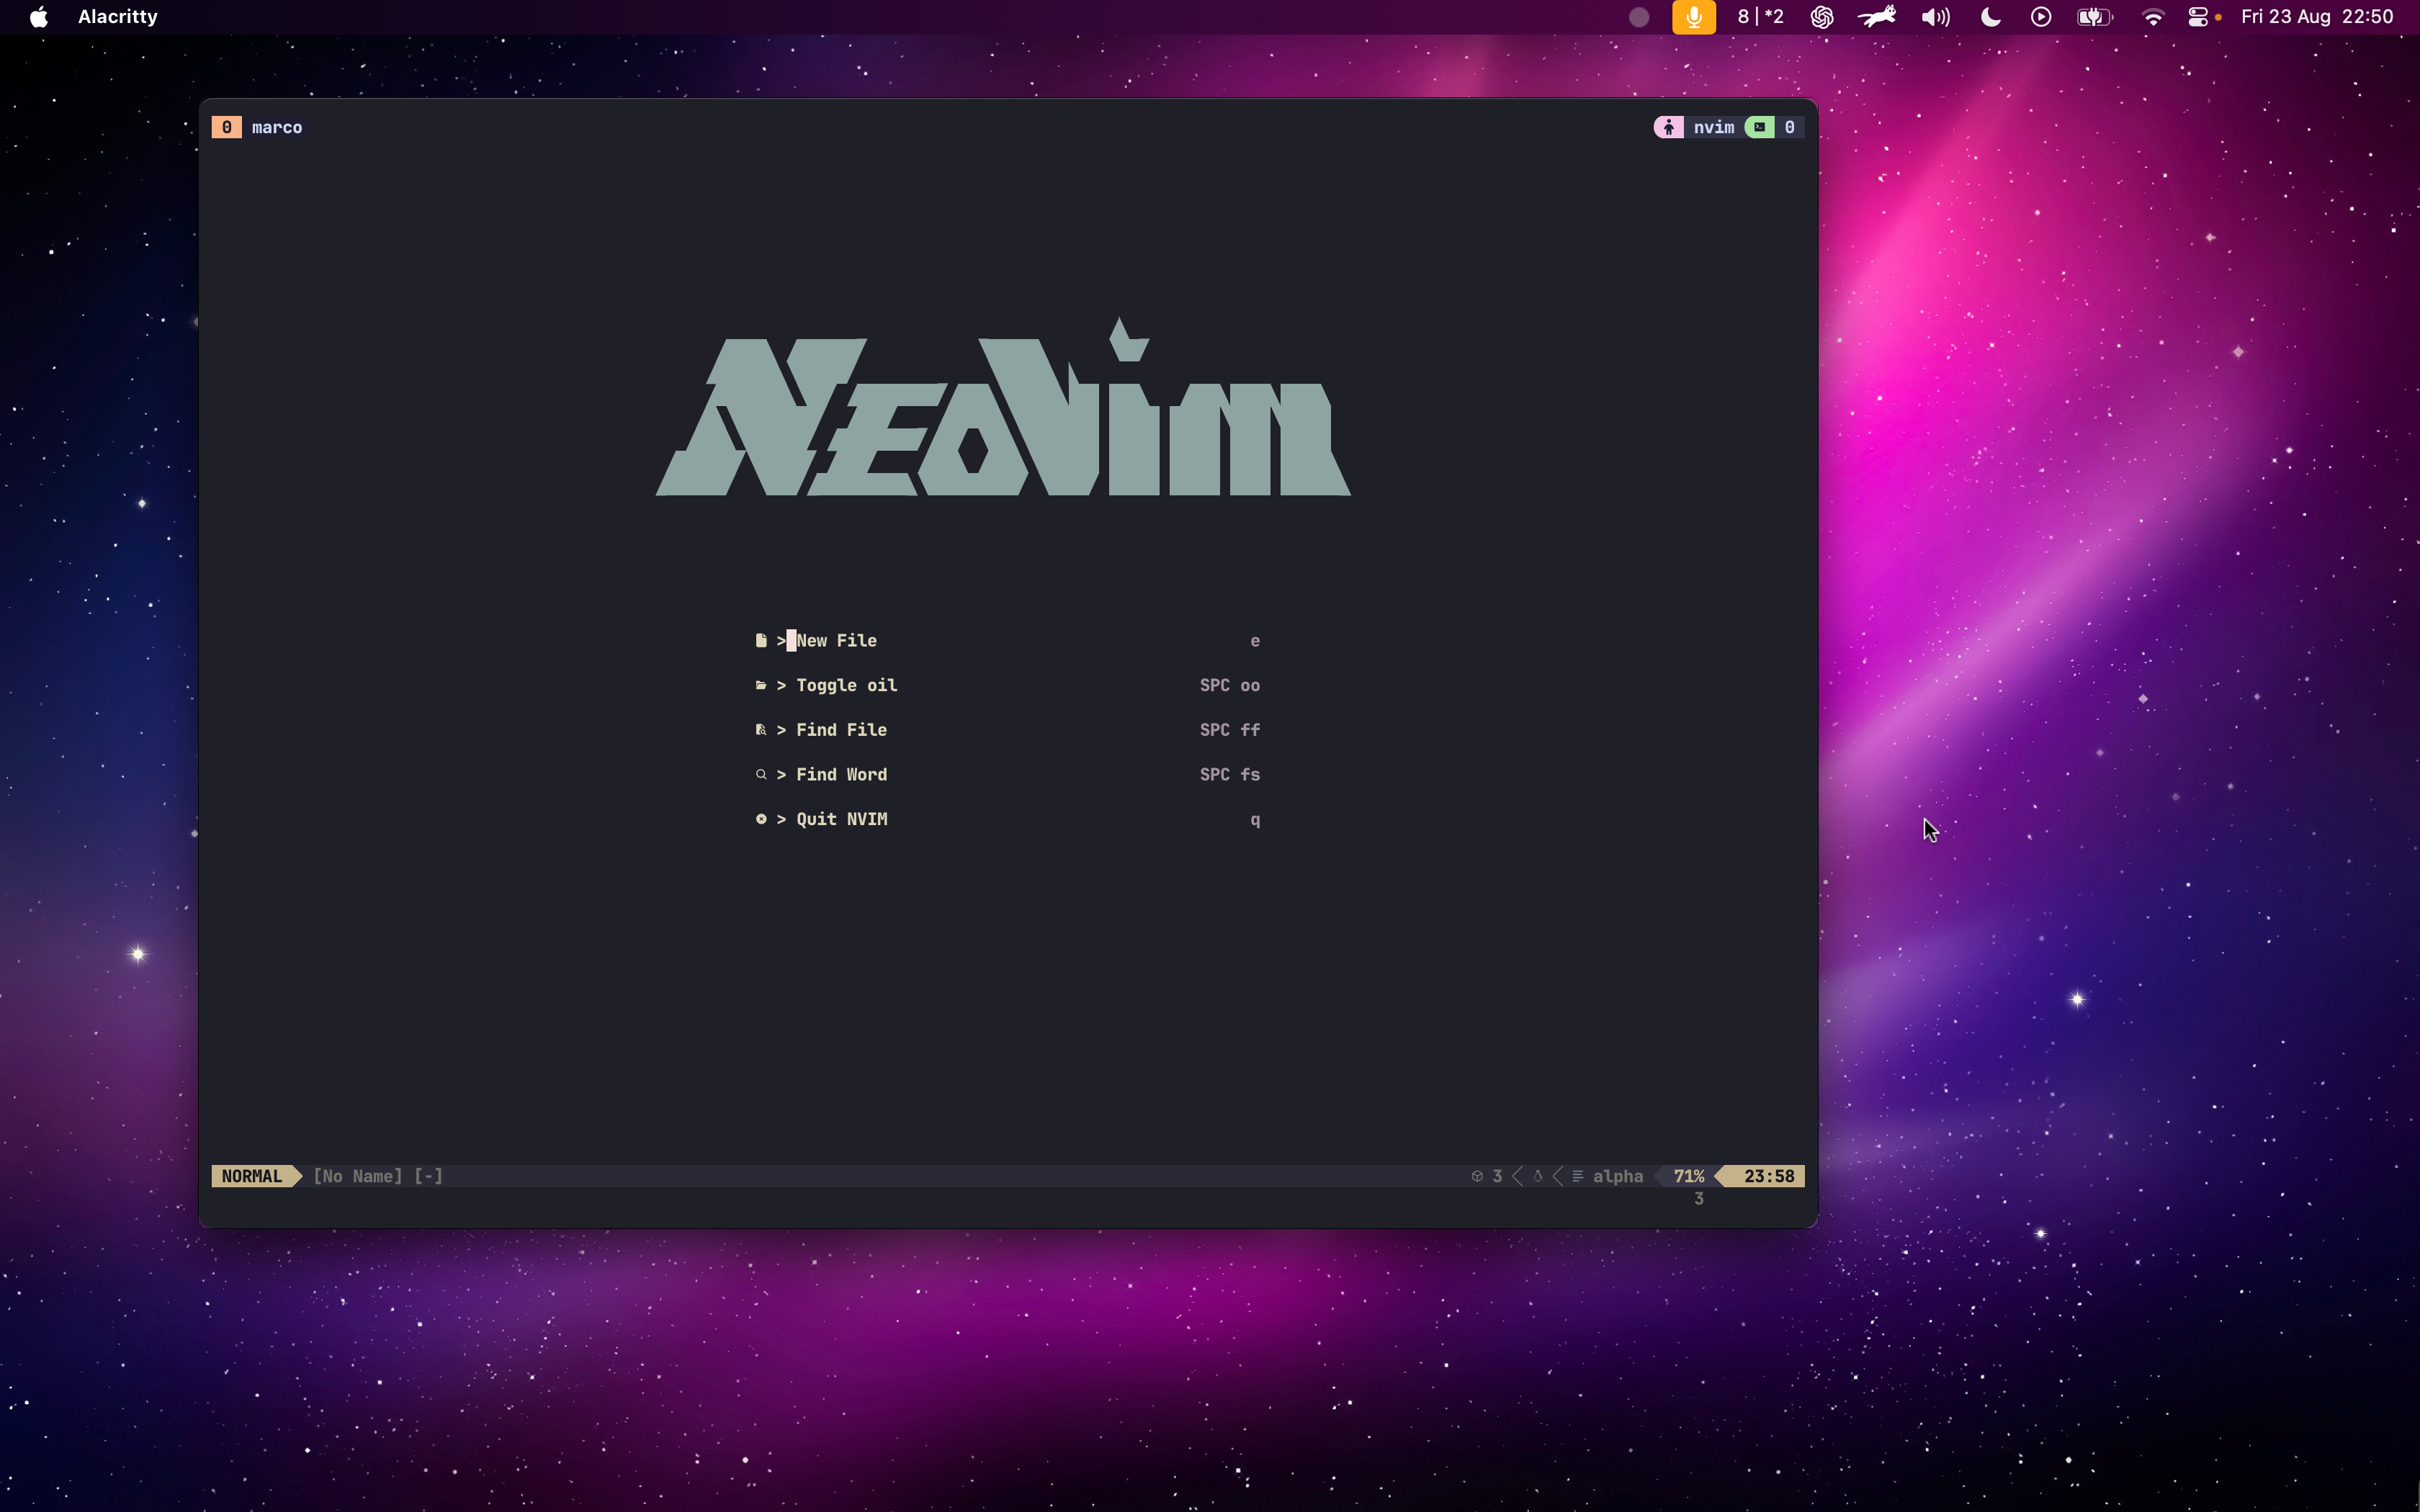 Alacritty 8 | *2 Fri 23 Aug 22:50
0 marco nvim 0
NeoVim
> New File e
> Toggle oil SPC oo
> Find File SPC ff
> Find Word SPC fs
> Quit NVIM q
NORMAL [No Name] [-] 3 alpha 71% 23:58
3